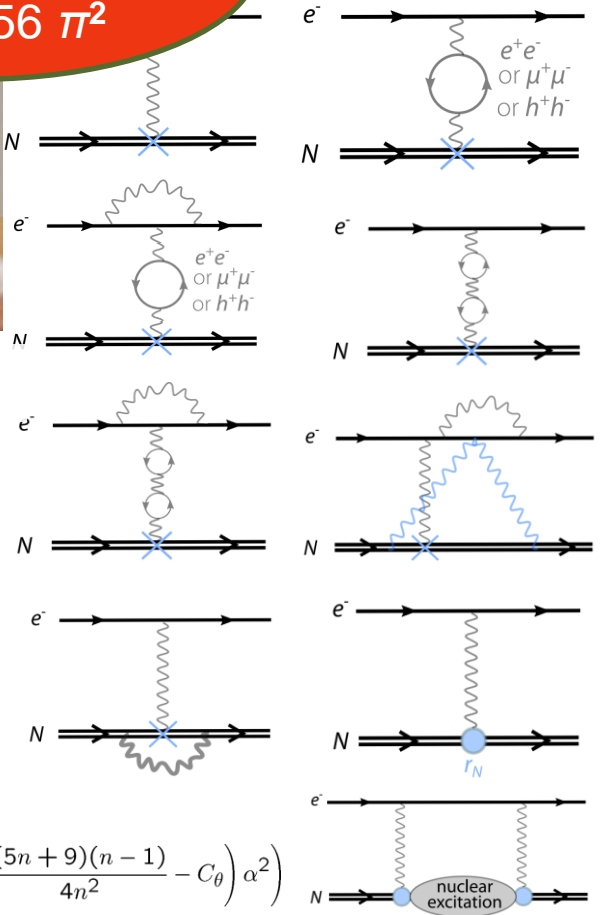 56 π²
N
e⁻
e⁺e⁻
or μ⁺μ⁻
or h⁺h⁻
N
e⁻
e⁺e⁻
or μ⁺μ⁻
or h⁺h⁻
N
e⁻
N
e⁻
N
e⁻
N
e⁻
N
e⁻
N
r_N
(5n + 9)(n − 1)
4n²
− C_θ ) α² )
e⁻
N
nuclear
excitation